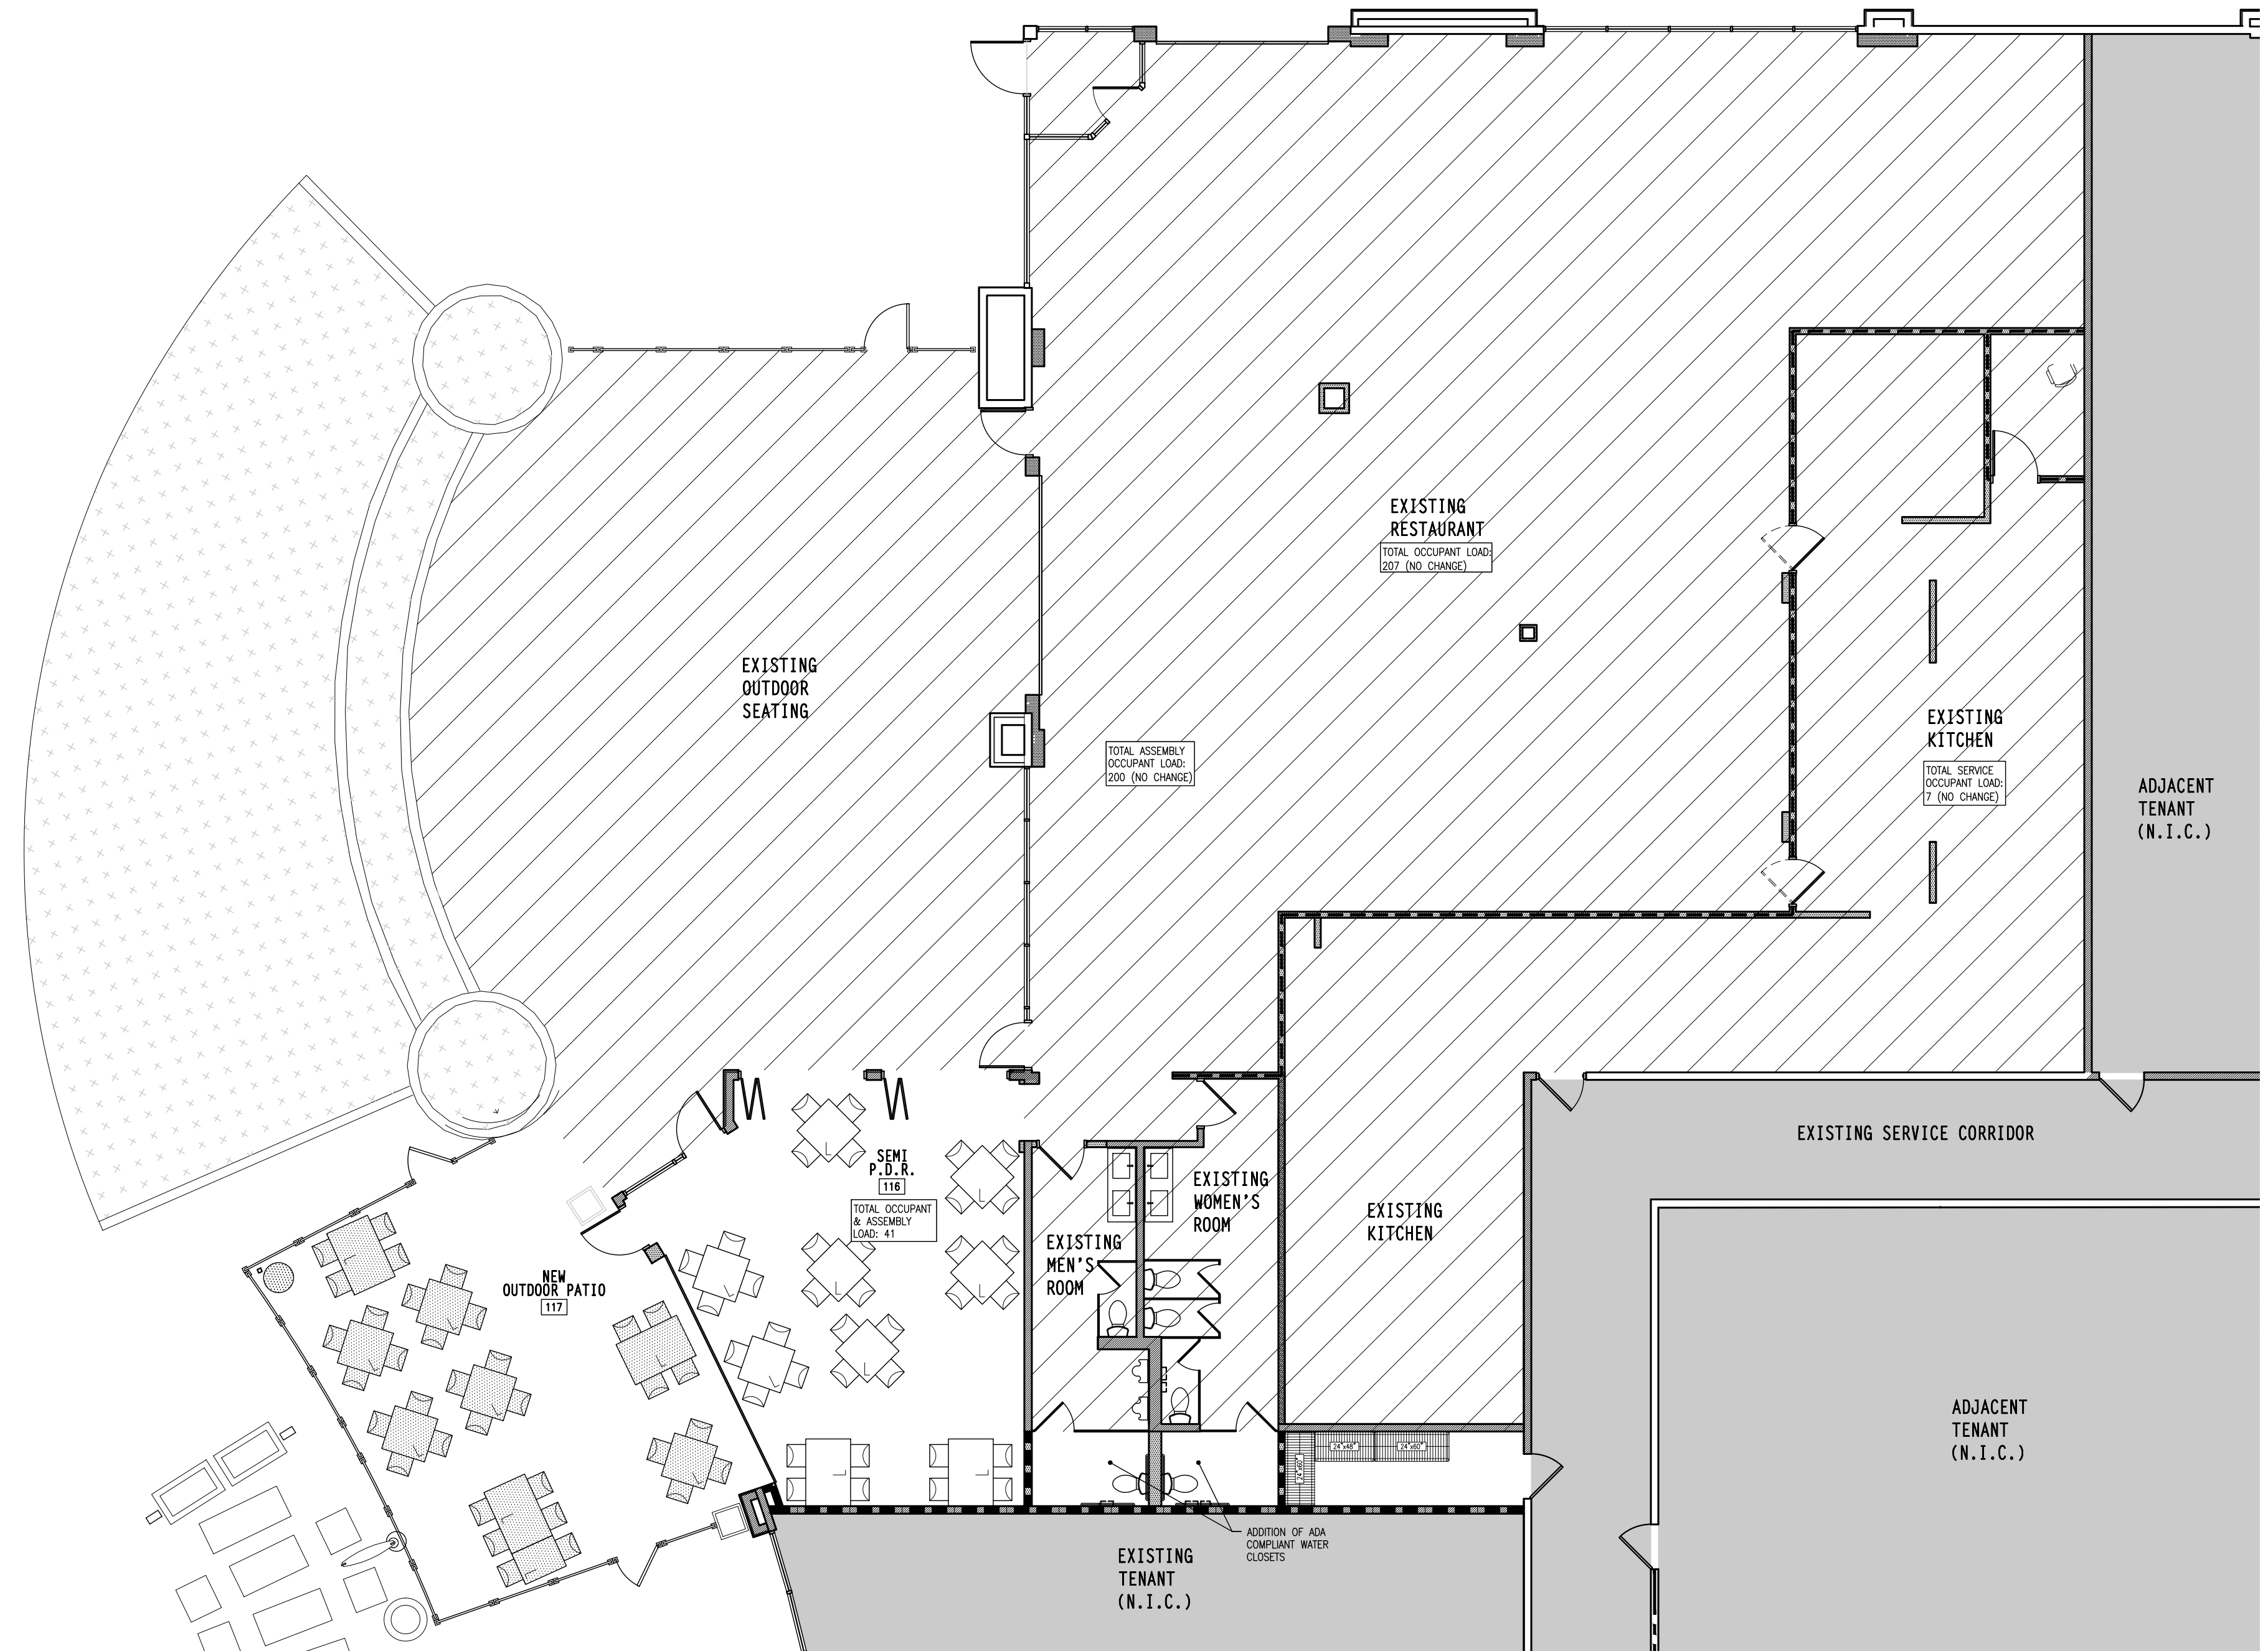 EXISTING
RESTAURANT
TOTAL OCCUPANT LOAD:
207 (NO CHANGE)
EXISTING
OUTDOOR
SEATING
TOTAL ASSEMBLY
OCCUPANT LOAD:
200 (NO CHANGE)
EXISTING
KITCHEN
TOTAL SERVICE
OCCUPANT LOAD:
7 (NO CHANGE)
ADJACENT
TENANT
(N.I.C.)
EXISTING SERVICE CORRIDOR
SEMI
P.D.R.
116
TOTAL OCCUPANT
& ASSEMBLY
LOAD: 41
EXISTING
WOMEN'S
ROOM
EXISTING
MEN'S
ROOM
EXISTING
KITCHEN
NEW
OUTDOOR PATIO
117
24"x48"
24"x60"
24"x60"
ADJACENT
TENANT
(N.I.C.)
ADDITION OF ADA
COMPLIANT WATER
CLOSETS
EXISTING
TENANT
(N.I.C.)